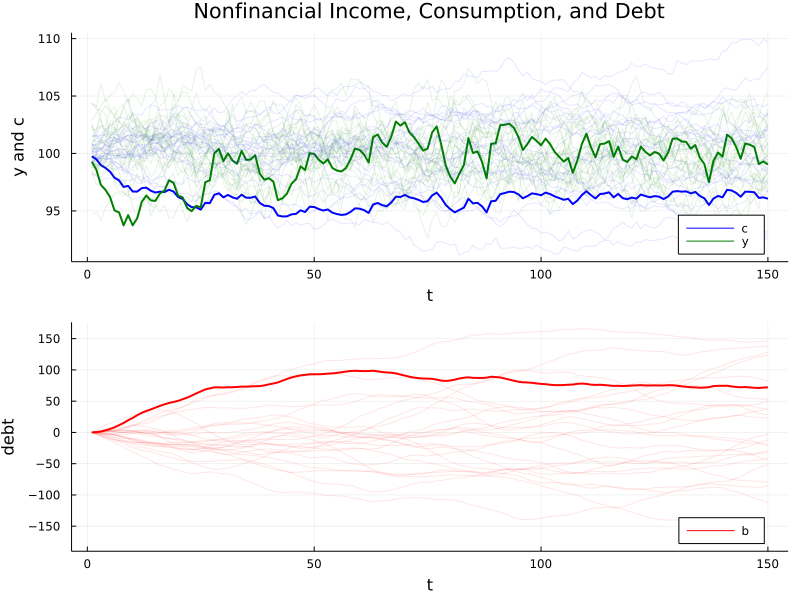 Nonfinancial Income, Consumption, and Debt
110
105
100
95
y and c
c
y
0 50 100 150
t
150
100
50
0
−50
−100
−150
debt
b
0 50 100 150
t